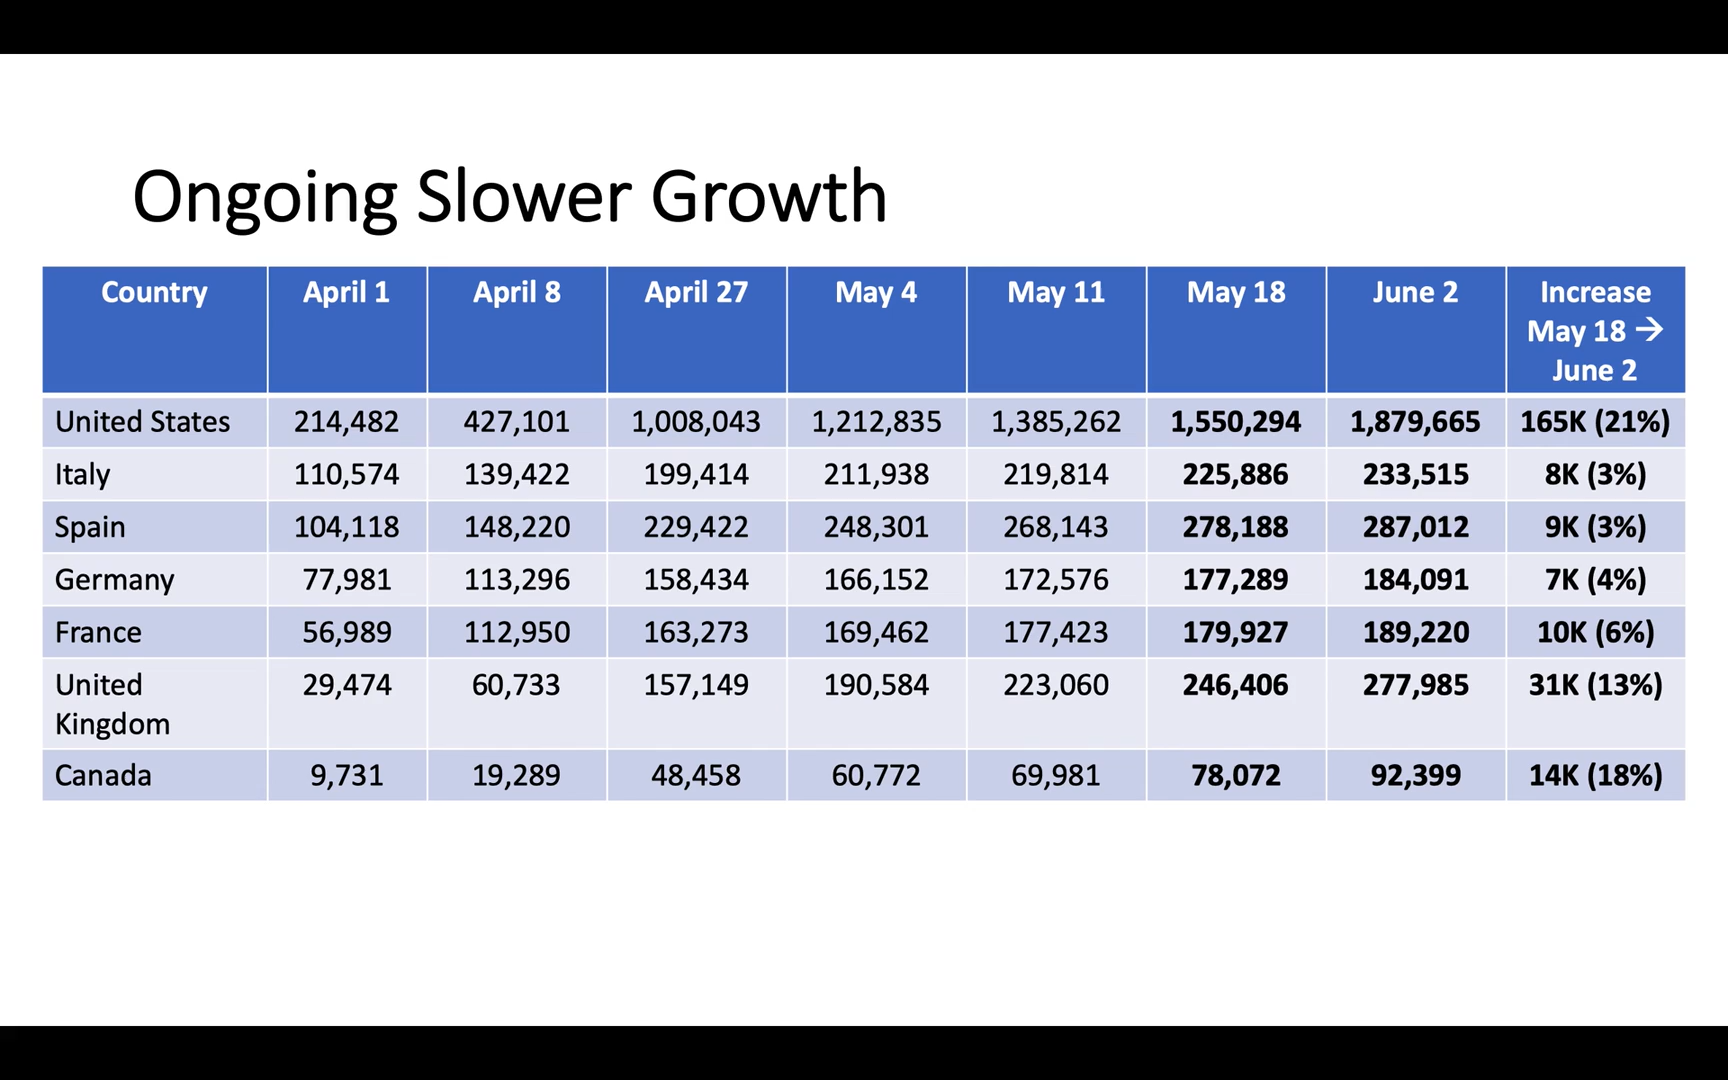 Ongoing Slower Growth
Country April 1 April 8 April 27 May 4 May 11 May 18 June 2 Increase
May 18 →
June 2
United States 214,482 427,101 1,008,043 1,212,835 1,385,262 1,550,294 1,879,665 165K (21%)
Italy 110,574 139,422 199,414 211,938 219,814 225,886 233,515 8K (3%)
Spain 104,118 148,220 229,422 248,301 268,143 278,188 287,012 9K (3%)
Germany 77,981 113,296 158,434 166,152 172,576 177,289 184,091 7K (4%)
France 56,989 112,950 163,273 169,462 177,423 179,927 189,220 10K (6%)
United 29,474 60,733 157,149 190,584 223,060 246,406 277,985 31K (13%)
Kingdom
Canada 9,731 19,289 48,458 60,772 69,981 78,072 92,399 14K (18%)